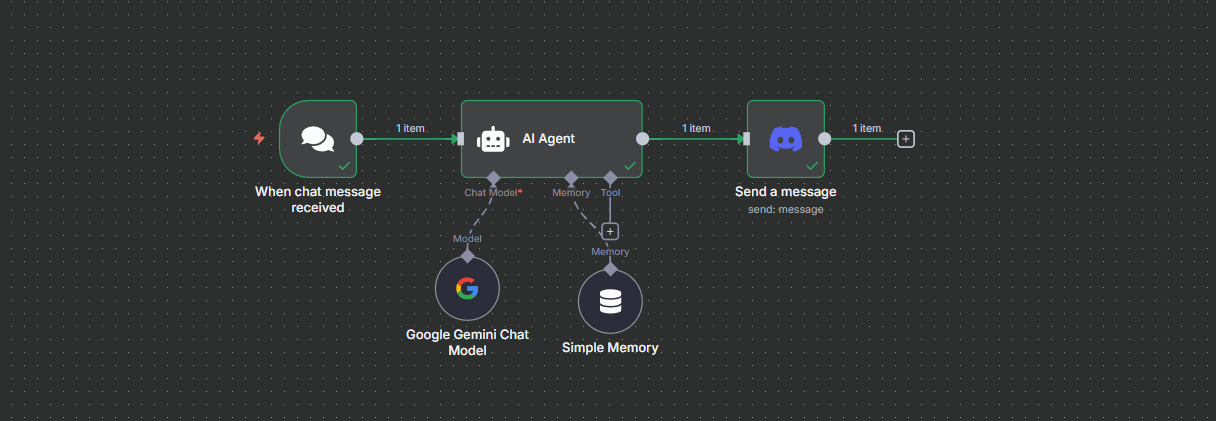 1 item
1 item
1 item
AI Agent
When chat message
received
Chat Model*
Memory
Tool
Send a message
send: message
Model
Memory
Google Gemini Chat
Model
Simple Memory